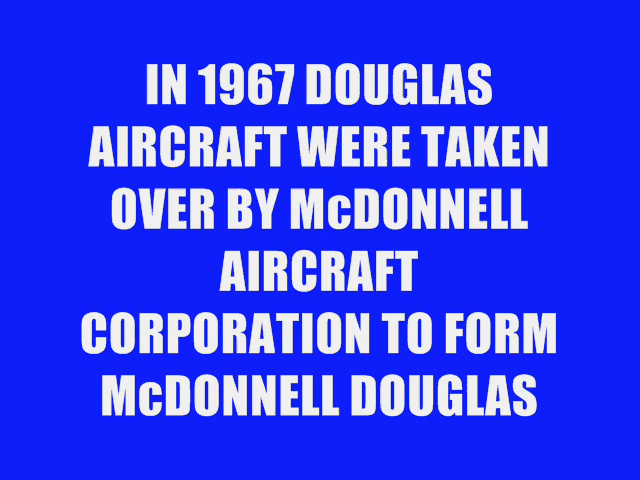 IN 1967 DOUGLAS
AIRCRAFT WERE TAKEN
OVER BY McDONNELL
AIRCRAFT
CORPORATION TO FORM
McDONNELL DOUGLAS